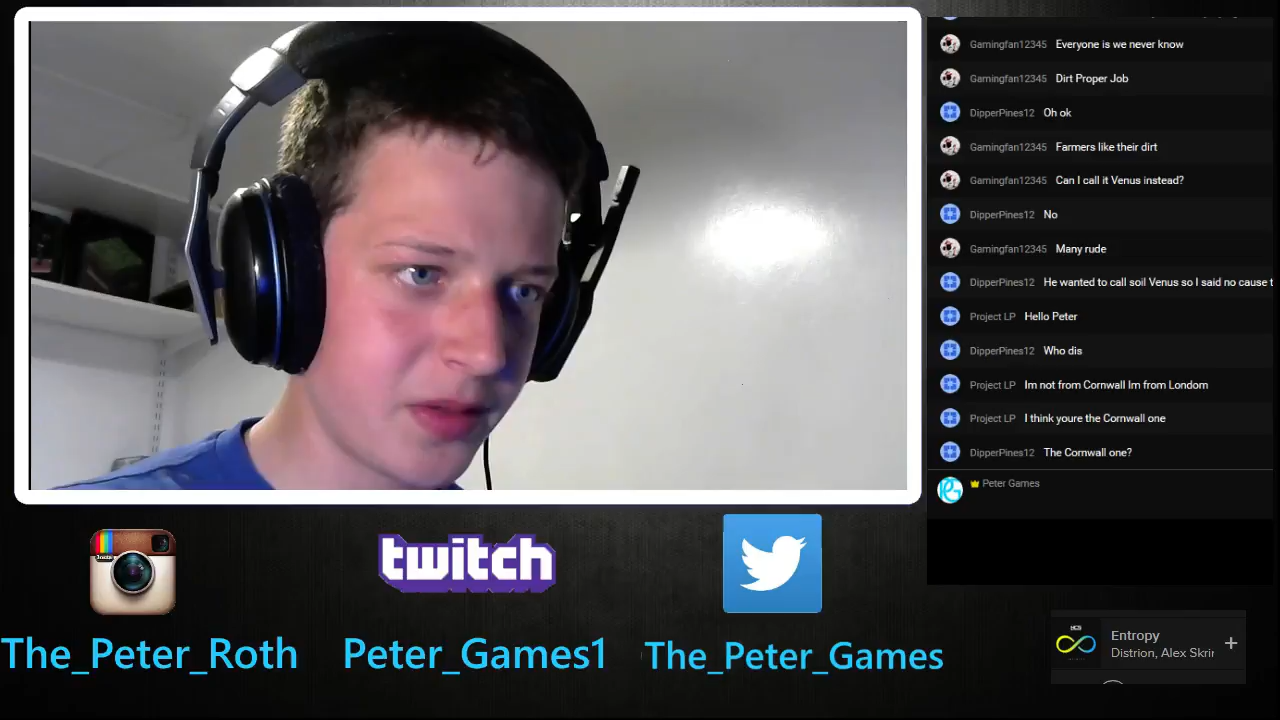 Gamingfan12345 Everyone is we never know
Gamingfan12345 Dirt Proper Job
DipperPines12 Oh ok
Gamingfan12345 Farmers like their dirt
Gamingfan12345 Can I call it Venus instead?
DipperPines12 No
Gamingfan12345 Many rude
DipperPines12 He wanted to call soil Venus so I said no cause t
Project LP Hello Peter
DipperPines12 Who dis
Project LP Im not from Cornwall Im from Londom
Project LP I think youre the Cornwall one
DipperPines12 The Cornwall one?
PG Peter Games
twitch
The_Peter_Roth
Peter_Games1
The_Peter_Games
Entropy
Distrion, Alex Skrir